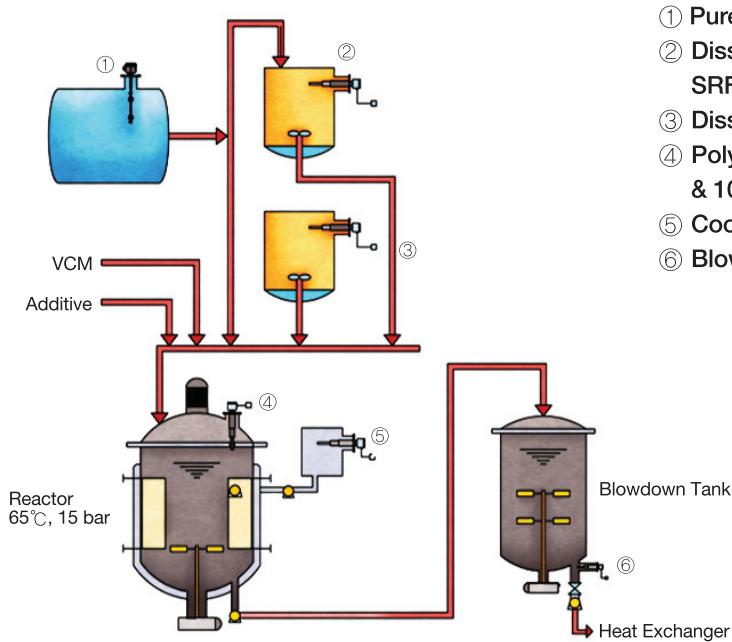 ① Pure
② Diss
SRF
③ Diss
④ Poly
& 10
⑤ Coo
⑥ Blow
①
②
③
VCM
Additive
④
⑤
Reactor
65℃, 15 bar
Blowdown Tank
⑥
Heat Exchanger